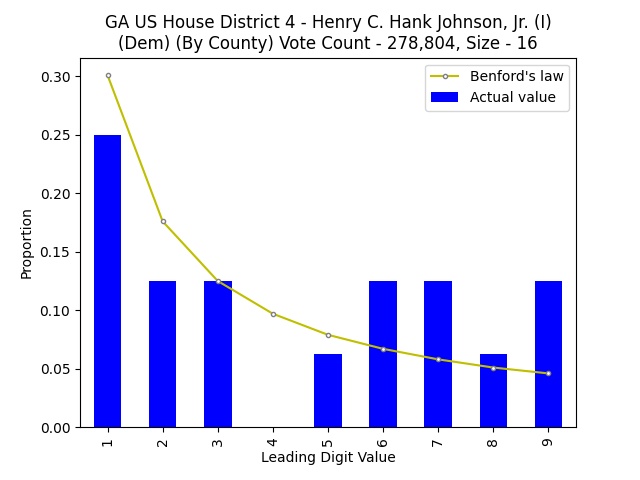 GA US House District 4 - Henry C. Hank Johnson, Jr. (I)
(Dem) (By County) Vote Count - 278,804, Size - 16
Benford's law
Actual value
0.30
0.25
0.20
0.15
0.10
0.05
0.00
Proportion
1 2 3 4 5 6 7 8 9
Leading Digit Value